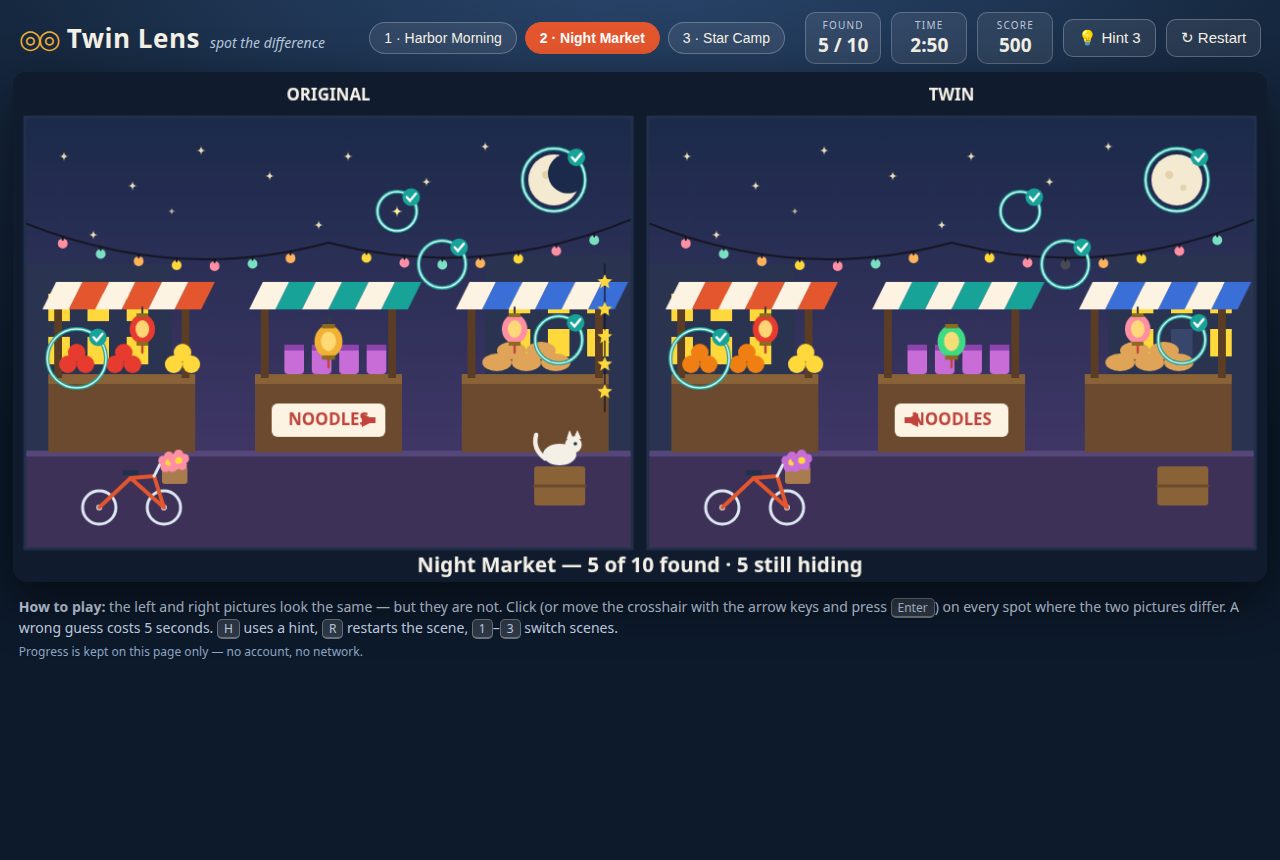 Twin Lens spot the difference
1 · Harbor Morning
2 · Night Market
3 · Star Camp
FOUND
5 / 10
TIME
2:50
SCORE
500
💡 Hint 3
↻ Restart
ORIGINAL
TWIN
NOODLES
NOODLES
Night Market — 5 of 10 found · 5 still hiding
How to play: the left and right pictures look the same — but they are not. Click (or move the crosshair with the arrow keys and press Enter) on every spot where the two pictures differ. A
wrong guess costs 5 seconds. H uses a hint, R restarts the scene, 1–3 switch scenes.
Progress is kept on this page only — no account, no network.